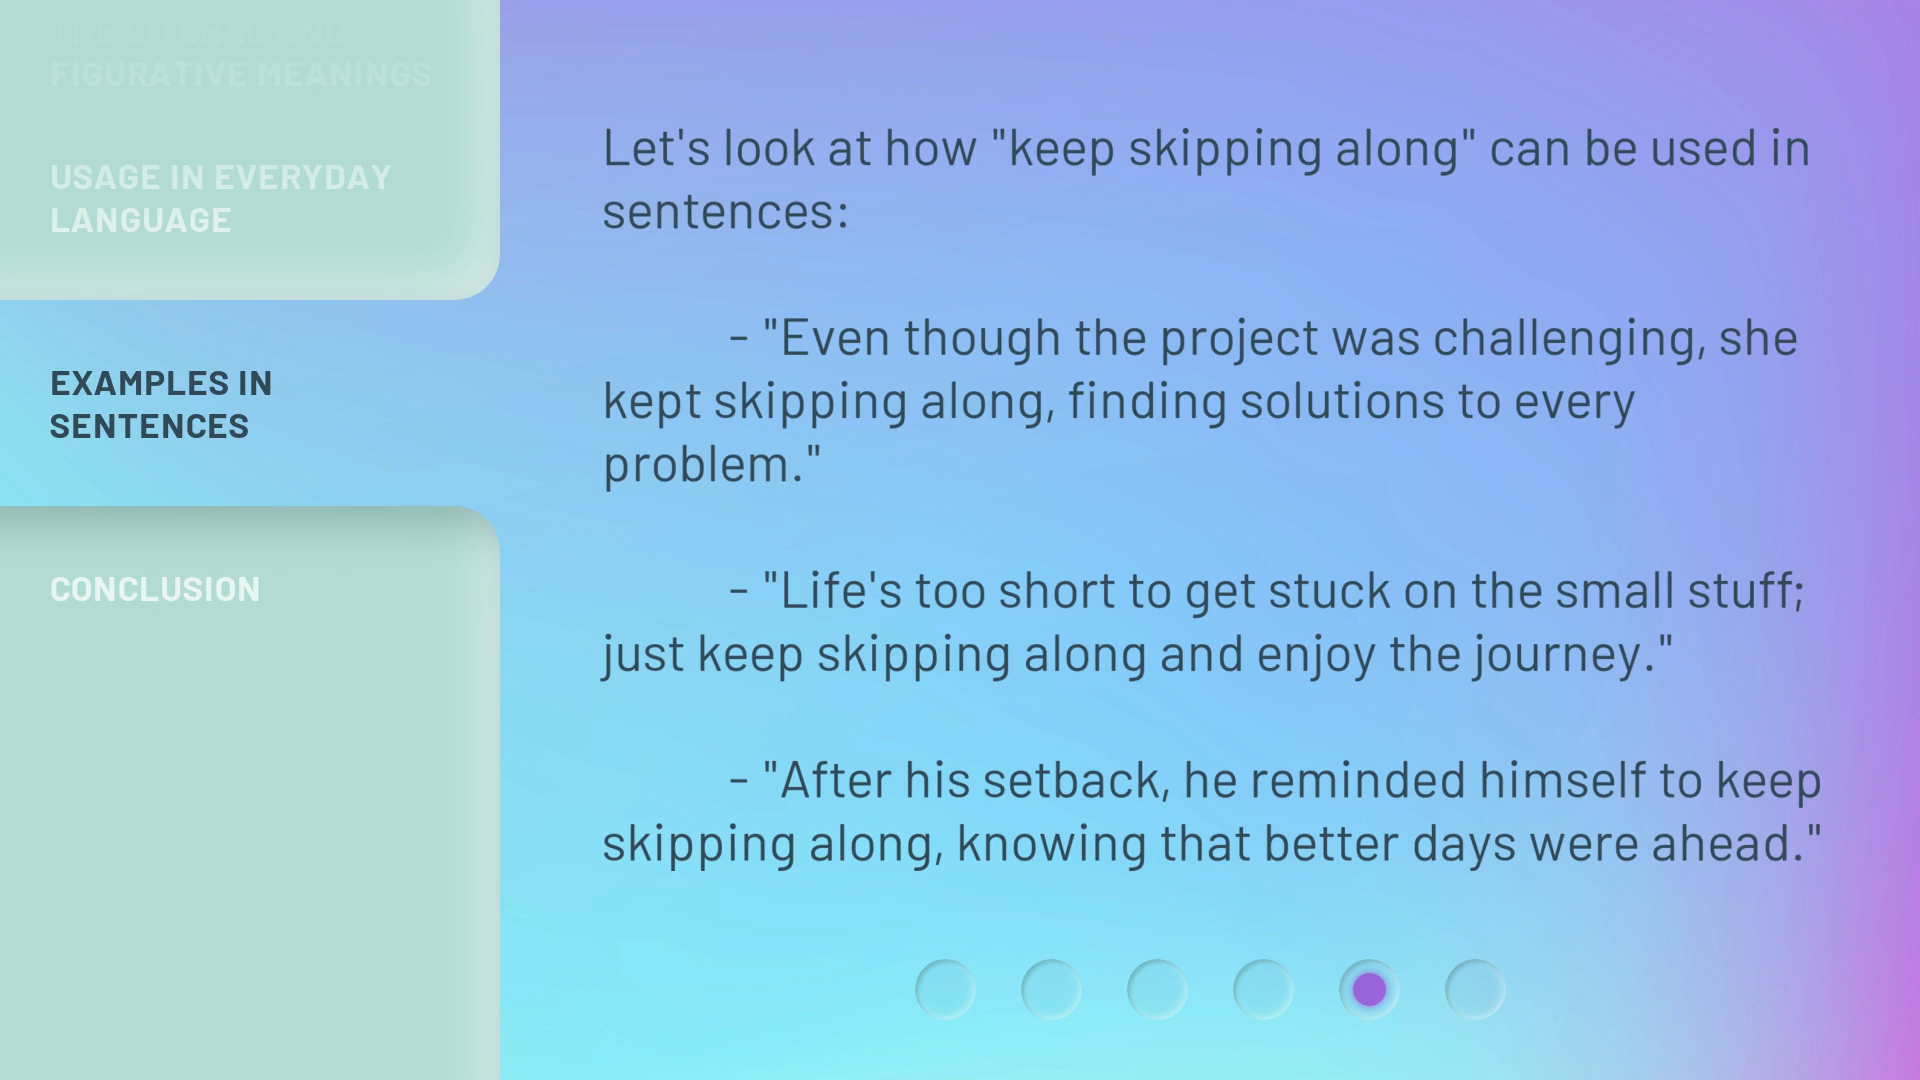 THE LITERAL AND
FIGURATIVE MEANINGS
USAGE IN EVERYDAY
LANGUAGE
EXAMPLES IN
SENTENCES
CONCLUSION
Let's look at how "keep skipping along" can be used in
sentences:
- "Even though the project was challenging, she
kept skipping along, finding solutions to every
problem."
- "Life's too short to get stuck on the small stuff;
just keep skipping along and enjoy the journey."
- "After his setback, he reminded himself to keep
skipping along, knowing that better days were ahead."